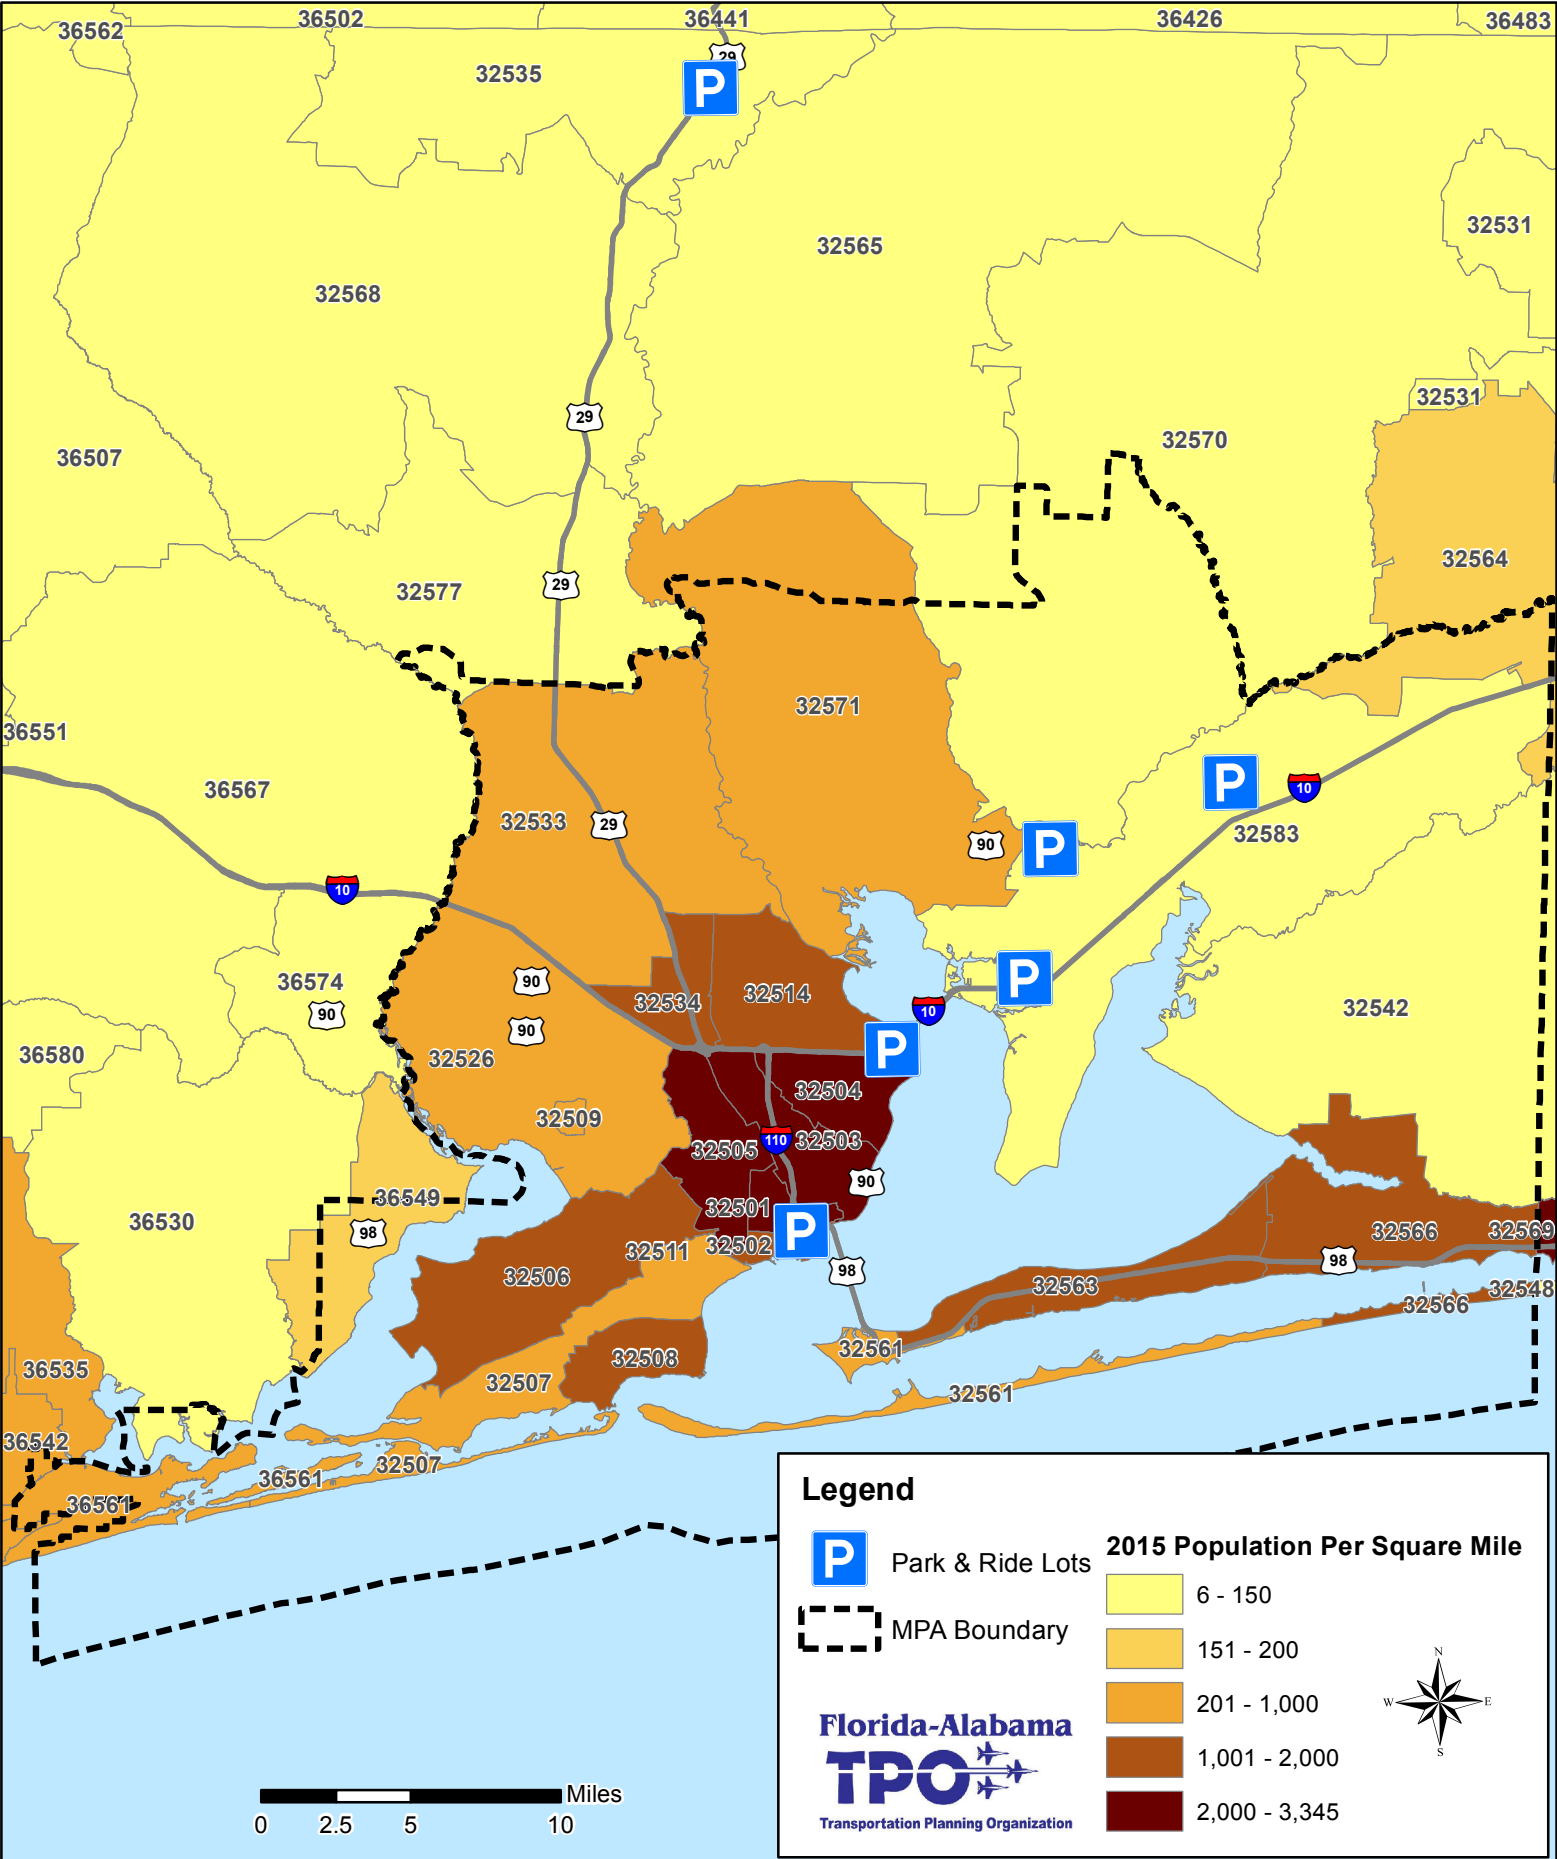 36562
36502
36441
36426
36483
29
P
32535
32531
32565
32568
32531
29
32570
36507
32564
29
32577
32571
36551
P
10
36567
32533
29
32583
90
P
10
90
36574
32534
32514
P
10
32542
90
90
36580
32526
P
32504
32509
110
32503
32505
90
36549
32501
36530
98
P
32566
32569
32511
32502
98
98
32506
32563
32548
32566
32561
36535
32508
32507
32561
36542
32507
36561
36561
Legend
P
Park & Ride Lots
MPA Boundary
2015 Population Per Square Mile
6 - 150
151 - 200
201 - 1,000
1,001 - 2,000
2,000 - 3,345
N
W
E
S
Florida-Alabama
TPO
Transportation Planning Organization
Miles
0
2.5
5
10